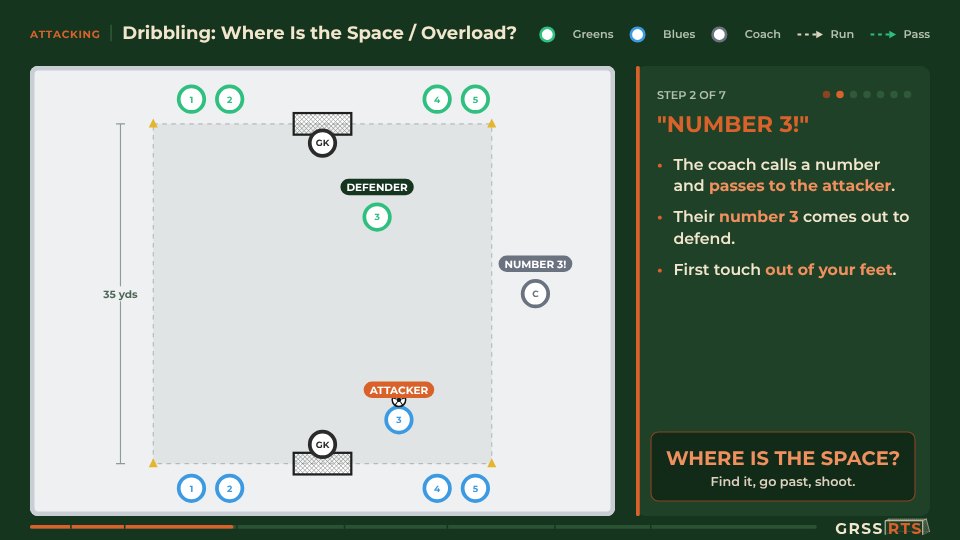 ATTACKING
Dribbling: Where Is the Space / Overload?
Greens
Blues
Coach
Run
Pass
1 2 4 5
GK
DEFENDER
3
NUMBER 3!
C
35 yds
ATTACKER
3
GK
1 2 4 5
STEP 2 OF 7
"NUMBER 3!"
• The coach calls a number
and passes to the attacker.
• Their number 3 comes out to
defend.
• First touch out of your feet.
WHERE IS THE SPACE?
Find it, go past, shoot.
GRSSRTS